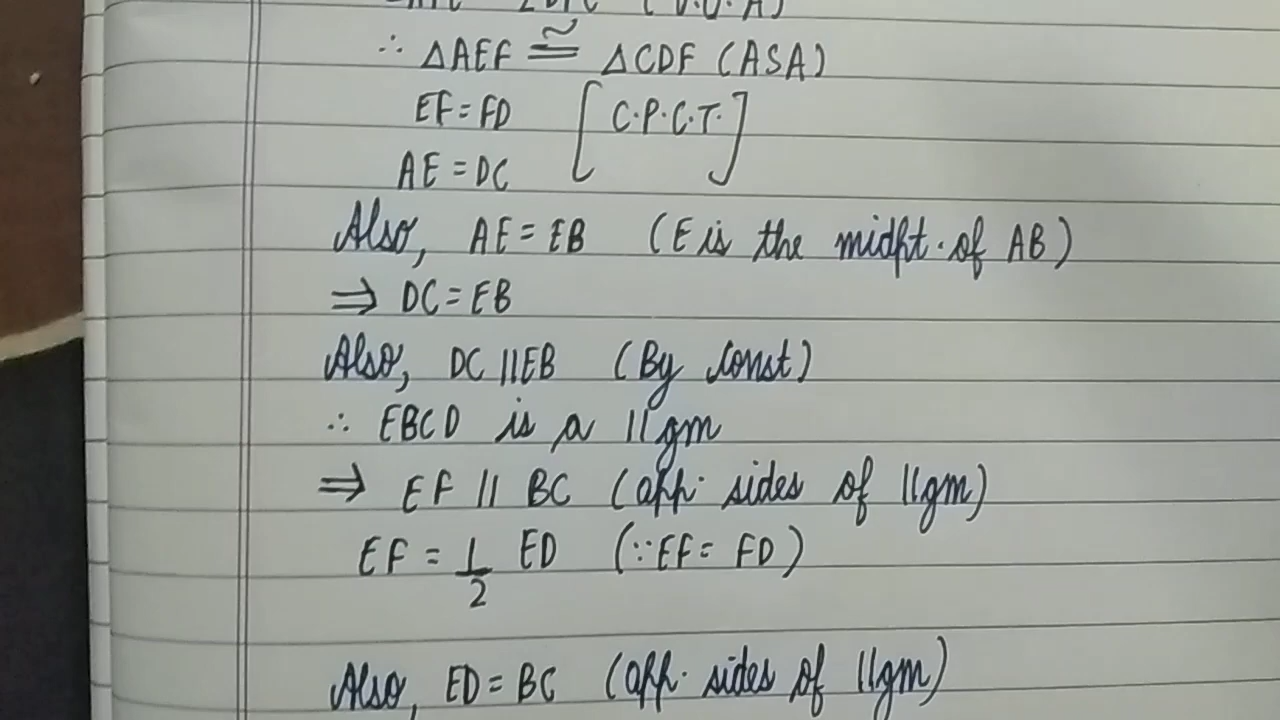 (V.O.A)
∴ ΔAEF ≅ ΔCDF (ASA)
EF = FD [C.P.C.T.]
AE = DC
Also, AE = EB (E is the midpt. of AB)
⇒ DC = EB
Also, DC || EB (By const)
∴ EBCD is a ||gm
⇒ EF || BC (opp. sides of ||gm)
EF = 1/2 ED (∵ EF = FD)
Also, ED = BC (opp. sides of ||gm)